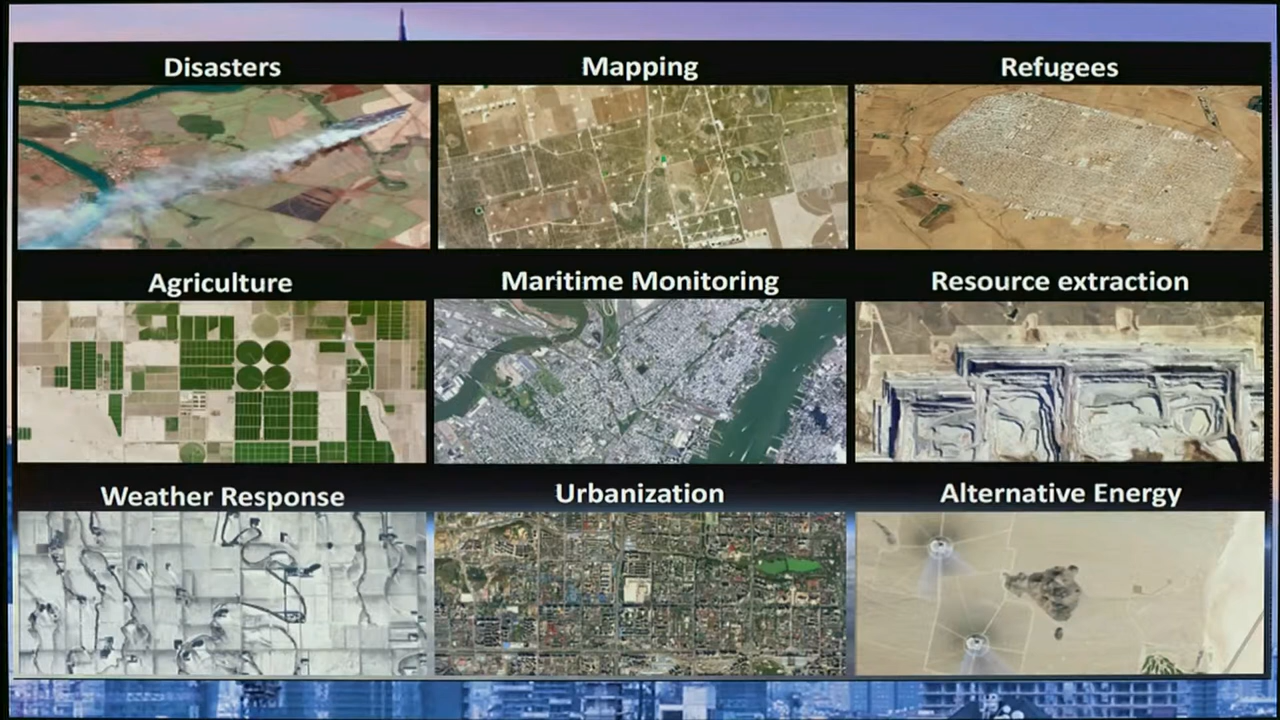 Disasters
Mapping
Refugees
Agriculture
Maritime Monitoring
Resource extraction
Weather Response
Urbanization
Alternative Energy